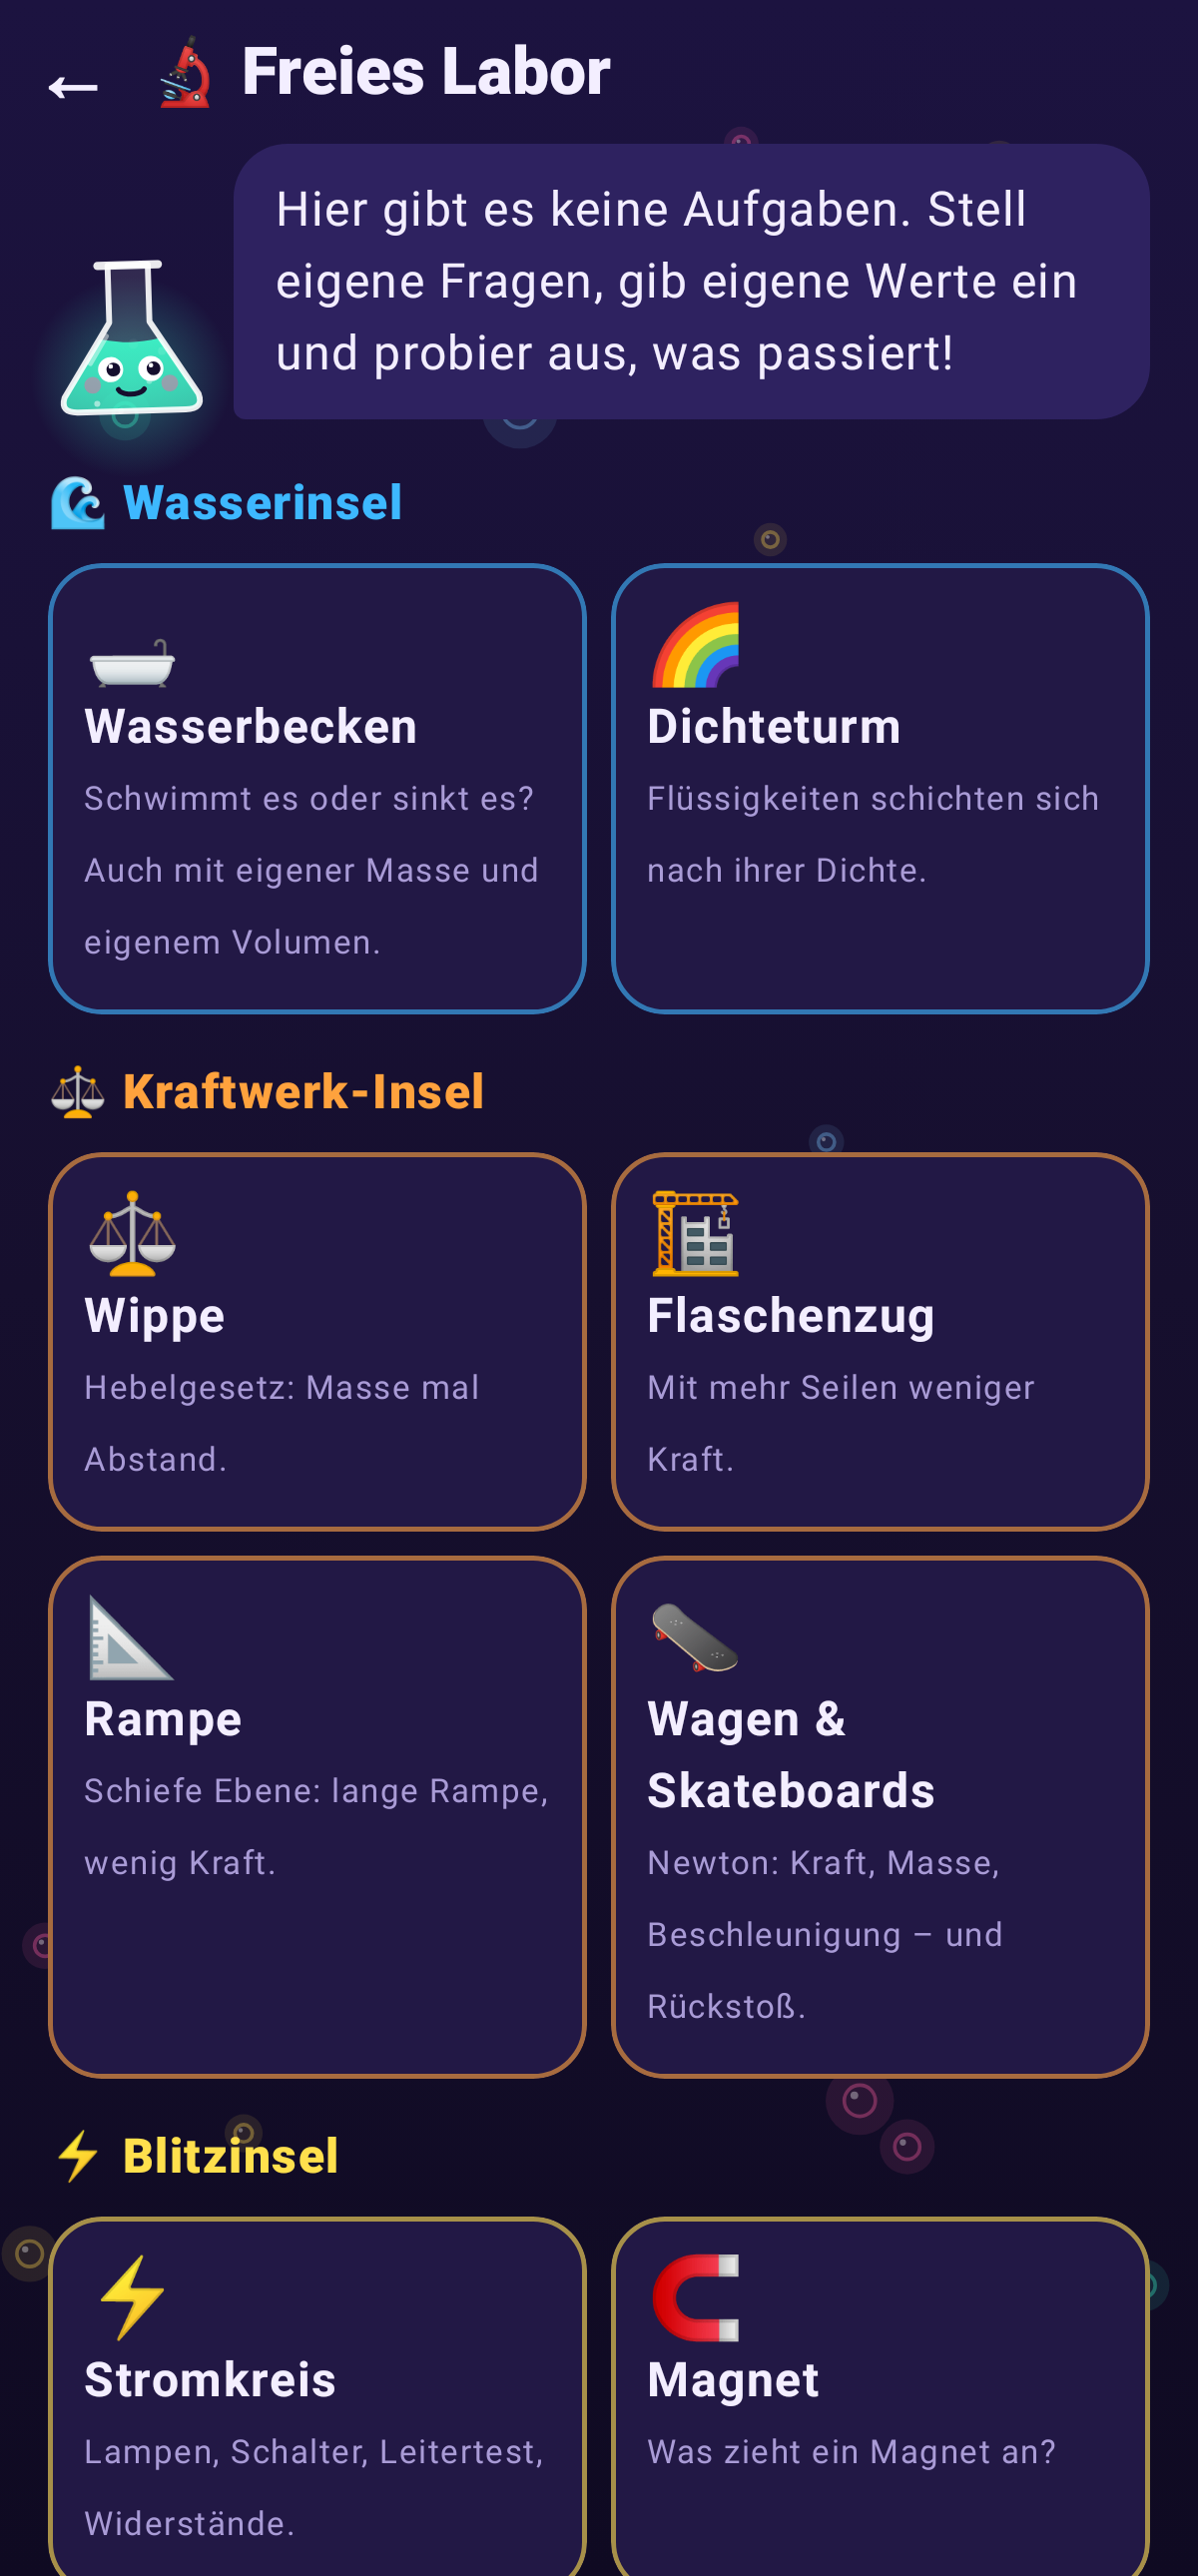 ← Freies Labor
Hier gibt es keine Aufgaben. Stell
eigene Fragen, gib eigene Werte ein
und probier aus, was passiert!
Wasserinsel
Wasserbecken
Schwimmt es oder sinkt es?
Auch mit eigener Masse und
eigenem Volumen.
Dichteturm
Flüssigkeiten schichten sich
nach ihrer Dichte.
Kraftwerk-Insel
Wippe
Hebelgesetz: Masse mal
Abstand.
Flaschenzug
Mit mehr Seilen weniger
Kraft.
Rampe
Schiefe Ebene: lange Rampe,
wenig Kraft.
Wagen &
Skateboards
Newton: Kraft, Masse,
Beschleunigung – und
Rückstoß.
Blitzinsel
Stromkreis
Lampen, Schalter, Leitertest,
Widerstände.
Magnet
Was zieht ein Magnet an?